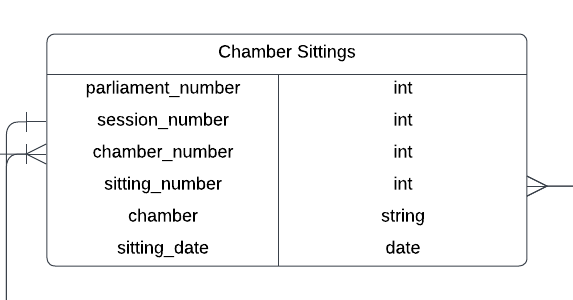 Chamber Sittings
parliament_number int
session_number int
chamber_number int
sitting_number int
chamber string
sitting_date date